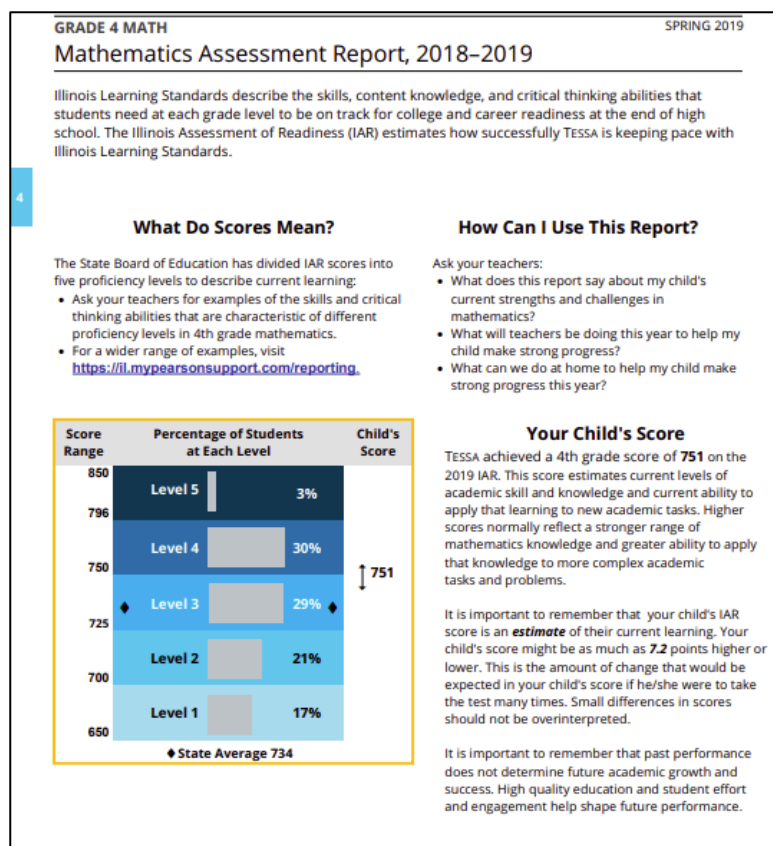 GRADE 4 MATH
SPRING 2019
Mathematics Assessment Report, 2018–2019
Illinois Learning Standards describe the skills, content knowledge, and critical thinking abilities that
students need at each grade level to be on track for college and career readiness at the end of high
school. The Illinois Assessment of Readiness (IAR) estimates how successfully TESSA is keeping pace with
Illinois Learning Standards.
4
What Do Scores Mean?
The State Board of Education has divided IAR scores into
five proficiency levels to describe current learning:
• Ask your teachers for examples of the skills and critical
thinking abilities that are characteristic of different
proficiency levels in 4th grade mathematics.
• For a wider range of examples, visit
https://il.mypearsonsupport.com/reporting.
How Can I Use This Report?
Ask your teachers:
• What does this report say about my child's
current strengths and challenges in
mathematics?
• What will teachers be doing this year to help my
child make strong progress?
• What can we do at home to help my child make
strong progress this year?
Score
Range
Percentage of Students
at Each Level
Child's
Score
850
Level 5 3%
796
Level 4 30%
750
751
♦ Level 3 29% ♦
725
Level 2 21%
700
Level 1 17%
650
♦ State Average 734
Your Child's Score
TESSA achieved a 4th grade score of 751 on the
2019 IAR. This score estimates current levels of
academic skill and knowledge and current ability to
apply that learning to new academic tasks. Higher
scores normally reflect a stronger range of
mathematics knowledge and greater ability to apply
that knowledge to more complex academic
tasks and problems.
It is important to remember that your child's IAR
score is an estimate of their current learning. Your
child's score might be as much as 7.2 points higher or
lower. This is the amount of change that would be
expected in your child's score if he/she were to take
the test many times. Small differences in scores
should not be overinterpreted.
It is important to remember that past performance
does not determine future academic growth and
success. High quality education and student effort
and engagement help shape future performance.